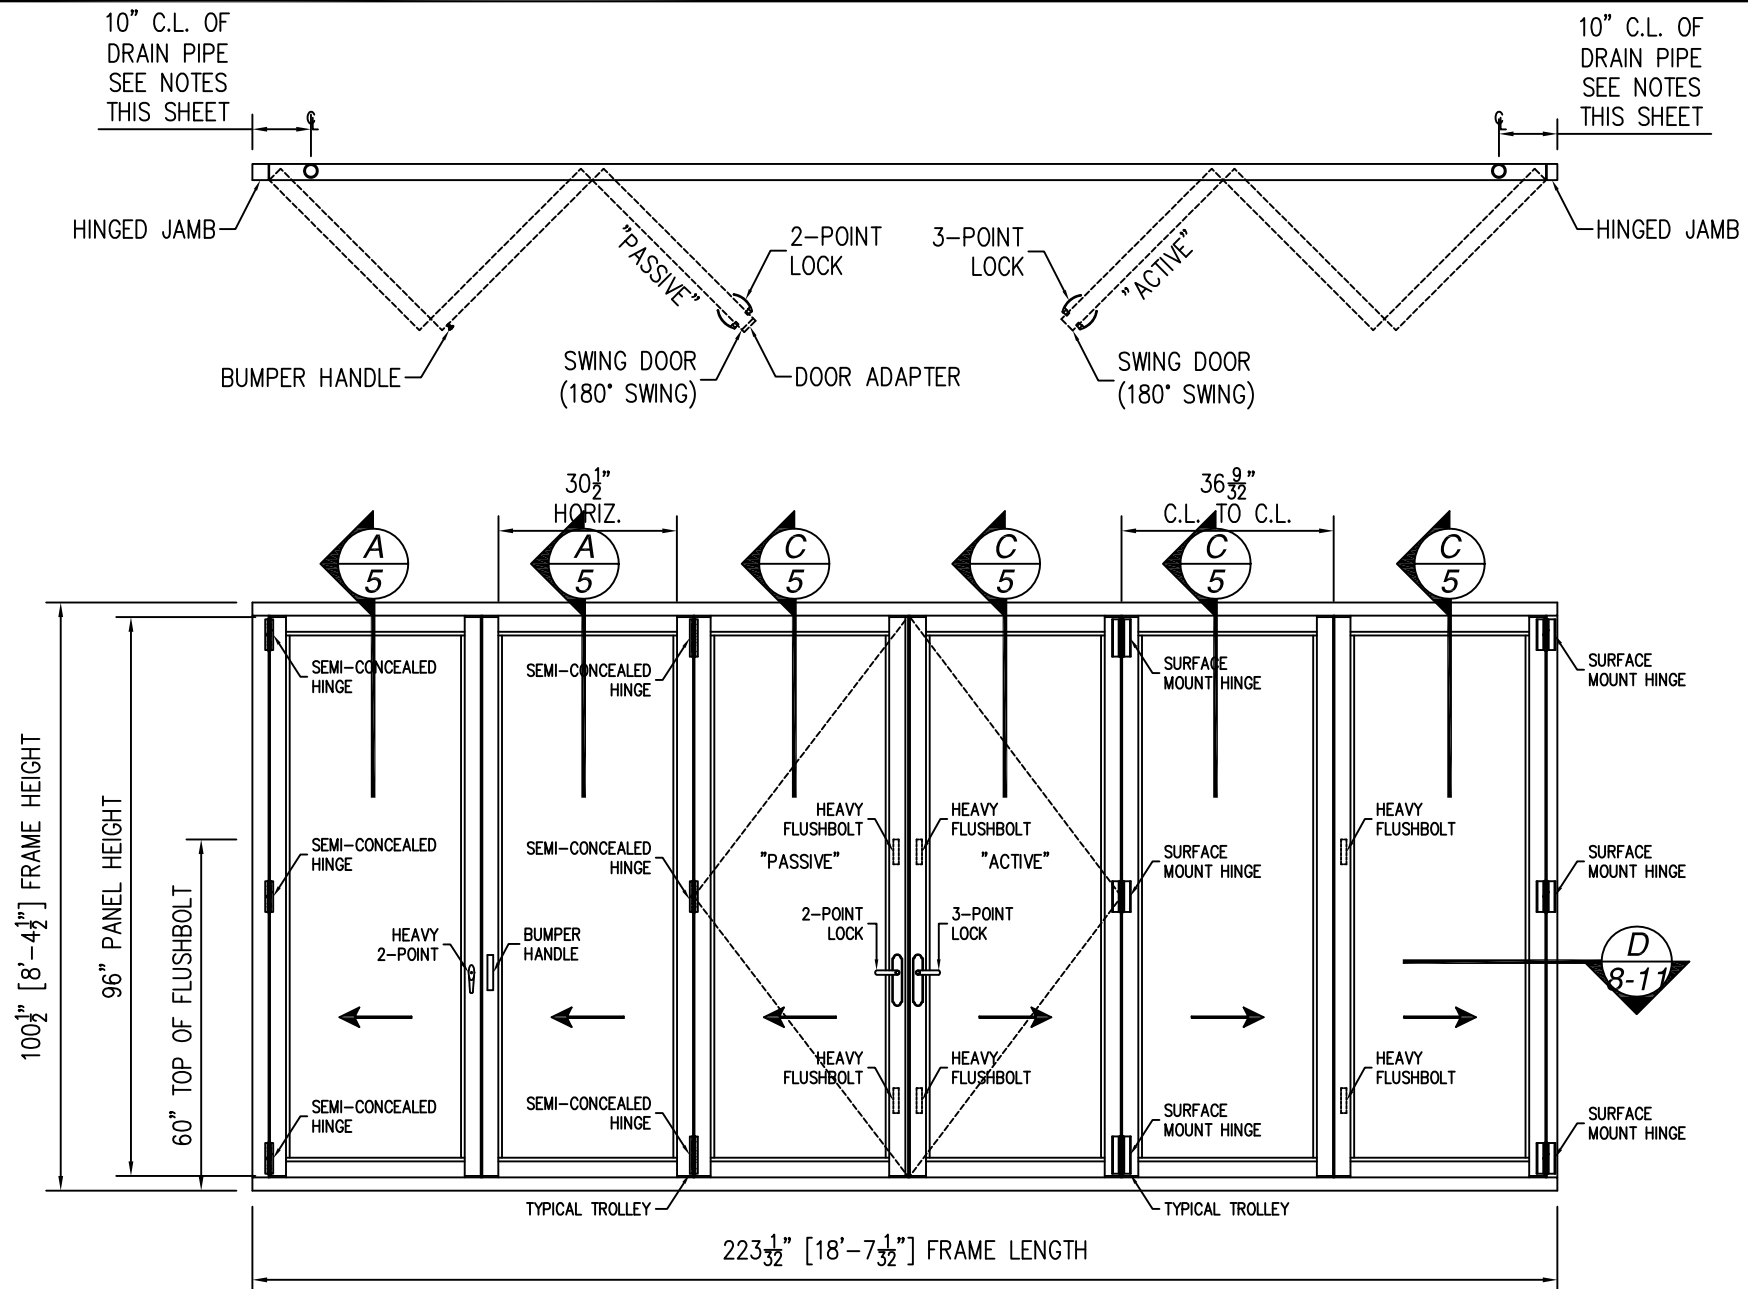 10" C.L. OF
DRAIN PIPE
SEE NOTES
THIS SHEET
10" C.L. OF
DRAIN PIPE
SEE NOTES
THIS SHEET
℄
℄
HINGED JAMB
"PASSIVE"
2-POINT
LOCK
3-POINT
LOCK
"ACTIVE"
HINGED JAMB
BUMPER HANDLE
SWING DOOR
(180° SWING)
DOOR ADAPTER
SWING DOOR
(180° SWING)
30 1/2"
HORIZ.
36 9/32"
C.L. TO C.L.
A
5
A
5
C
5
C
5
C
5
C
5
SEMI-CONCEALED
HINGE
SEMI-CONCEALED
HINGE
SURFACE
MOUNT HINGE
SURFACE
MOUNT HINGE
100 1/2" [8'-4 1/2"] FRAME HEIGHT
96" PANEL HEIGHT
60" TOP OF FLUSHBOLT
SEMI-CONCEALED
HINGE
SEMI-CONCEALED
HINGE
HEAVY
FLUSHBOLT
"PASSIVE"
HEAVY
FLUSHBOLT
"ACTIVE"
SURFACE
MOUNT HINGE
HEAVY
FLUSHBOLT
SURFACE
MOUNT HINGE
HEAVY
2-POINT
BUMPER
HANDLE
2-POINT
LOCK
3-POINT
LOCK
D
8-11
HEAVY
FLUSHBOLT
HEAVY
FLUSHBOLT
HEAVY
FLUSHBOLT
SEMI-CONCEALED
HINGE
SEMI-CONCEALED
HINGE
SURFACE
MOUNT HINGE
SURFACE
MOUNT HINGE
TYPICAL TROLLEY
TYPICAL TROLLEY
223 1/32" [18'-7 1/32"] FRAME LENGTH